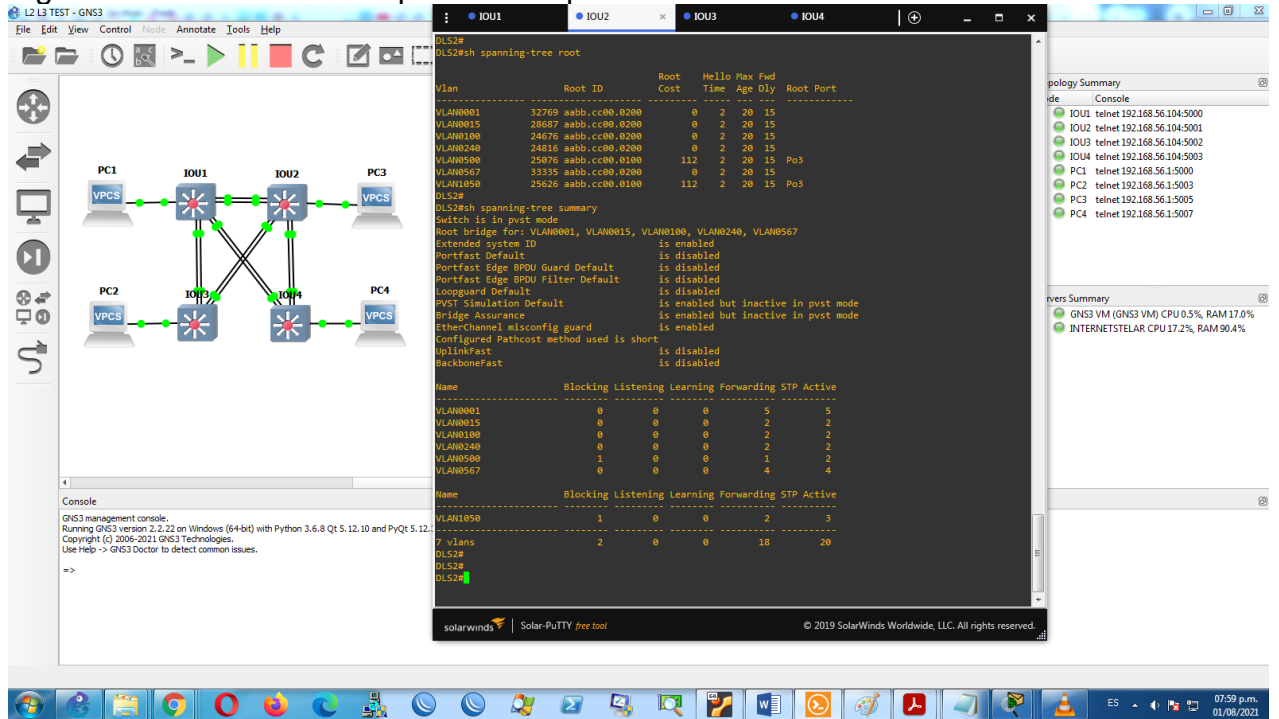 L2 L3 TEST - GNS3
File Edit View Control Node Annotate Tools Help
IOU1 IOU2 × IOU3 IOU4
DLS2#
DLS2#sh spanning-tree root
Root Hello Max Fwd
Vlan Root ID Cost Time Age Dly Root Port
---------------- -------------------- --------- ----- --- --- ------------
VLAN0001 32769 aabb.cc00.0200 0 2 20 15
VLAN0015 28687 aabb.cc00.0200 0 2 20 15
VLAN0100 24676 aabb.cc00.0200 0 2 20 15
VLAN0240 24816 aabb.cc00.0200 0 2 20 15
VLAN0500 25076 aabb.cc00.0100 112 2 20 15 Po3
VLAN0567 33335 aabb.cc00.0200 0 2 20 15
VLAN1050 25626 aabb.cc00.0100 112 2 20 15 Po3
DLS2#
DLS2#sh spanning-tree summary
Switch is in pvst mode
Root bridge for: VLAN0001, VLAN0015, VLAN0100, VLAN0240, VLAN0567
Extended system ID is enabled
Portfast Default is disabled
Portfast Edge BPDU Guard Default is disabled
Portfast Edge BPDU Filter Default is disabled
Loopguard Default is disabled
PVST Simulation Default is enabled but inactive in pvst mode
Bridge Assurance is enabled but inactive in pvst mode
EtherChannel misconfig guard is enabled
Configured Pathcost method used is short
UplinkFast is disabled
BackboneFast is disabled
Name Blocking Listening Learning Forwarding STP Active
---------------------- -------- --------- -------- ---------- ----------
VLAN0001 0 0 0 5 5
VLAN0015 0 0 0 2 2
VLAN0100 0 0 0 2 2
VLAN0240 0 0 0 2 2
VLAN0500 1 0 0 1 2
VLAN0567 0 0 0 4 4
Name Blocking Listening Learning Forwarding STP Active
---------------------- -------- --------- -------- ---------- ----------
VLAN1050 1 0 0 2 3
---------------------- -------- --------- -------- ---------- ----------
7 vlans 2 0 0 18 20
DLS2#
DLS2#
DLS2#
solarwinds Solar-PuTTY free tool © 2019 SolarWinds Worldwide, LLC. All rights reserved.
PC1 IOU1 IOU2 PC3
VPCS VPCS
PC2 IOU3 IOU4 PC4
VPCS VPCS
pology Summary
de Console
IOU1 telnet 192.168.56.104:5000
IOU2 telnet 192.168.56.104:5001
IOU3 telnet 192.168.56.104:5002
IOU4 telnet 192.168.56.104:5003
PC1 telnet 192.168.56.1:5000
PC2 telnet 192.168.56.1:5003
PC3 telnet 192.168.56.1:5005
PC4 telnet 192.168.56.1:5007
rvers Summary
GNS3 VM (GNS3 VM) CPU 0.5%, RAM 17.0%
INTERNETSTELAR CPU 17.2%, RAM 90.4%
Console
GNS3 management console.
Running GNS3 version 2.2.22 on Windows (64-bit) with Python 3.6.8 Qt 5.12.10 and PyQt 5.12.
Copyright (c) 2006-2021 GNS3 Technologies.
Use Help -> GNS3 Doctor to detect common issues.
=>
ES 07:59 p.m.
01/08/2021